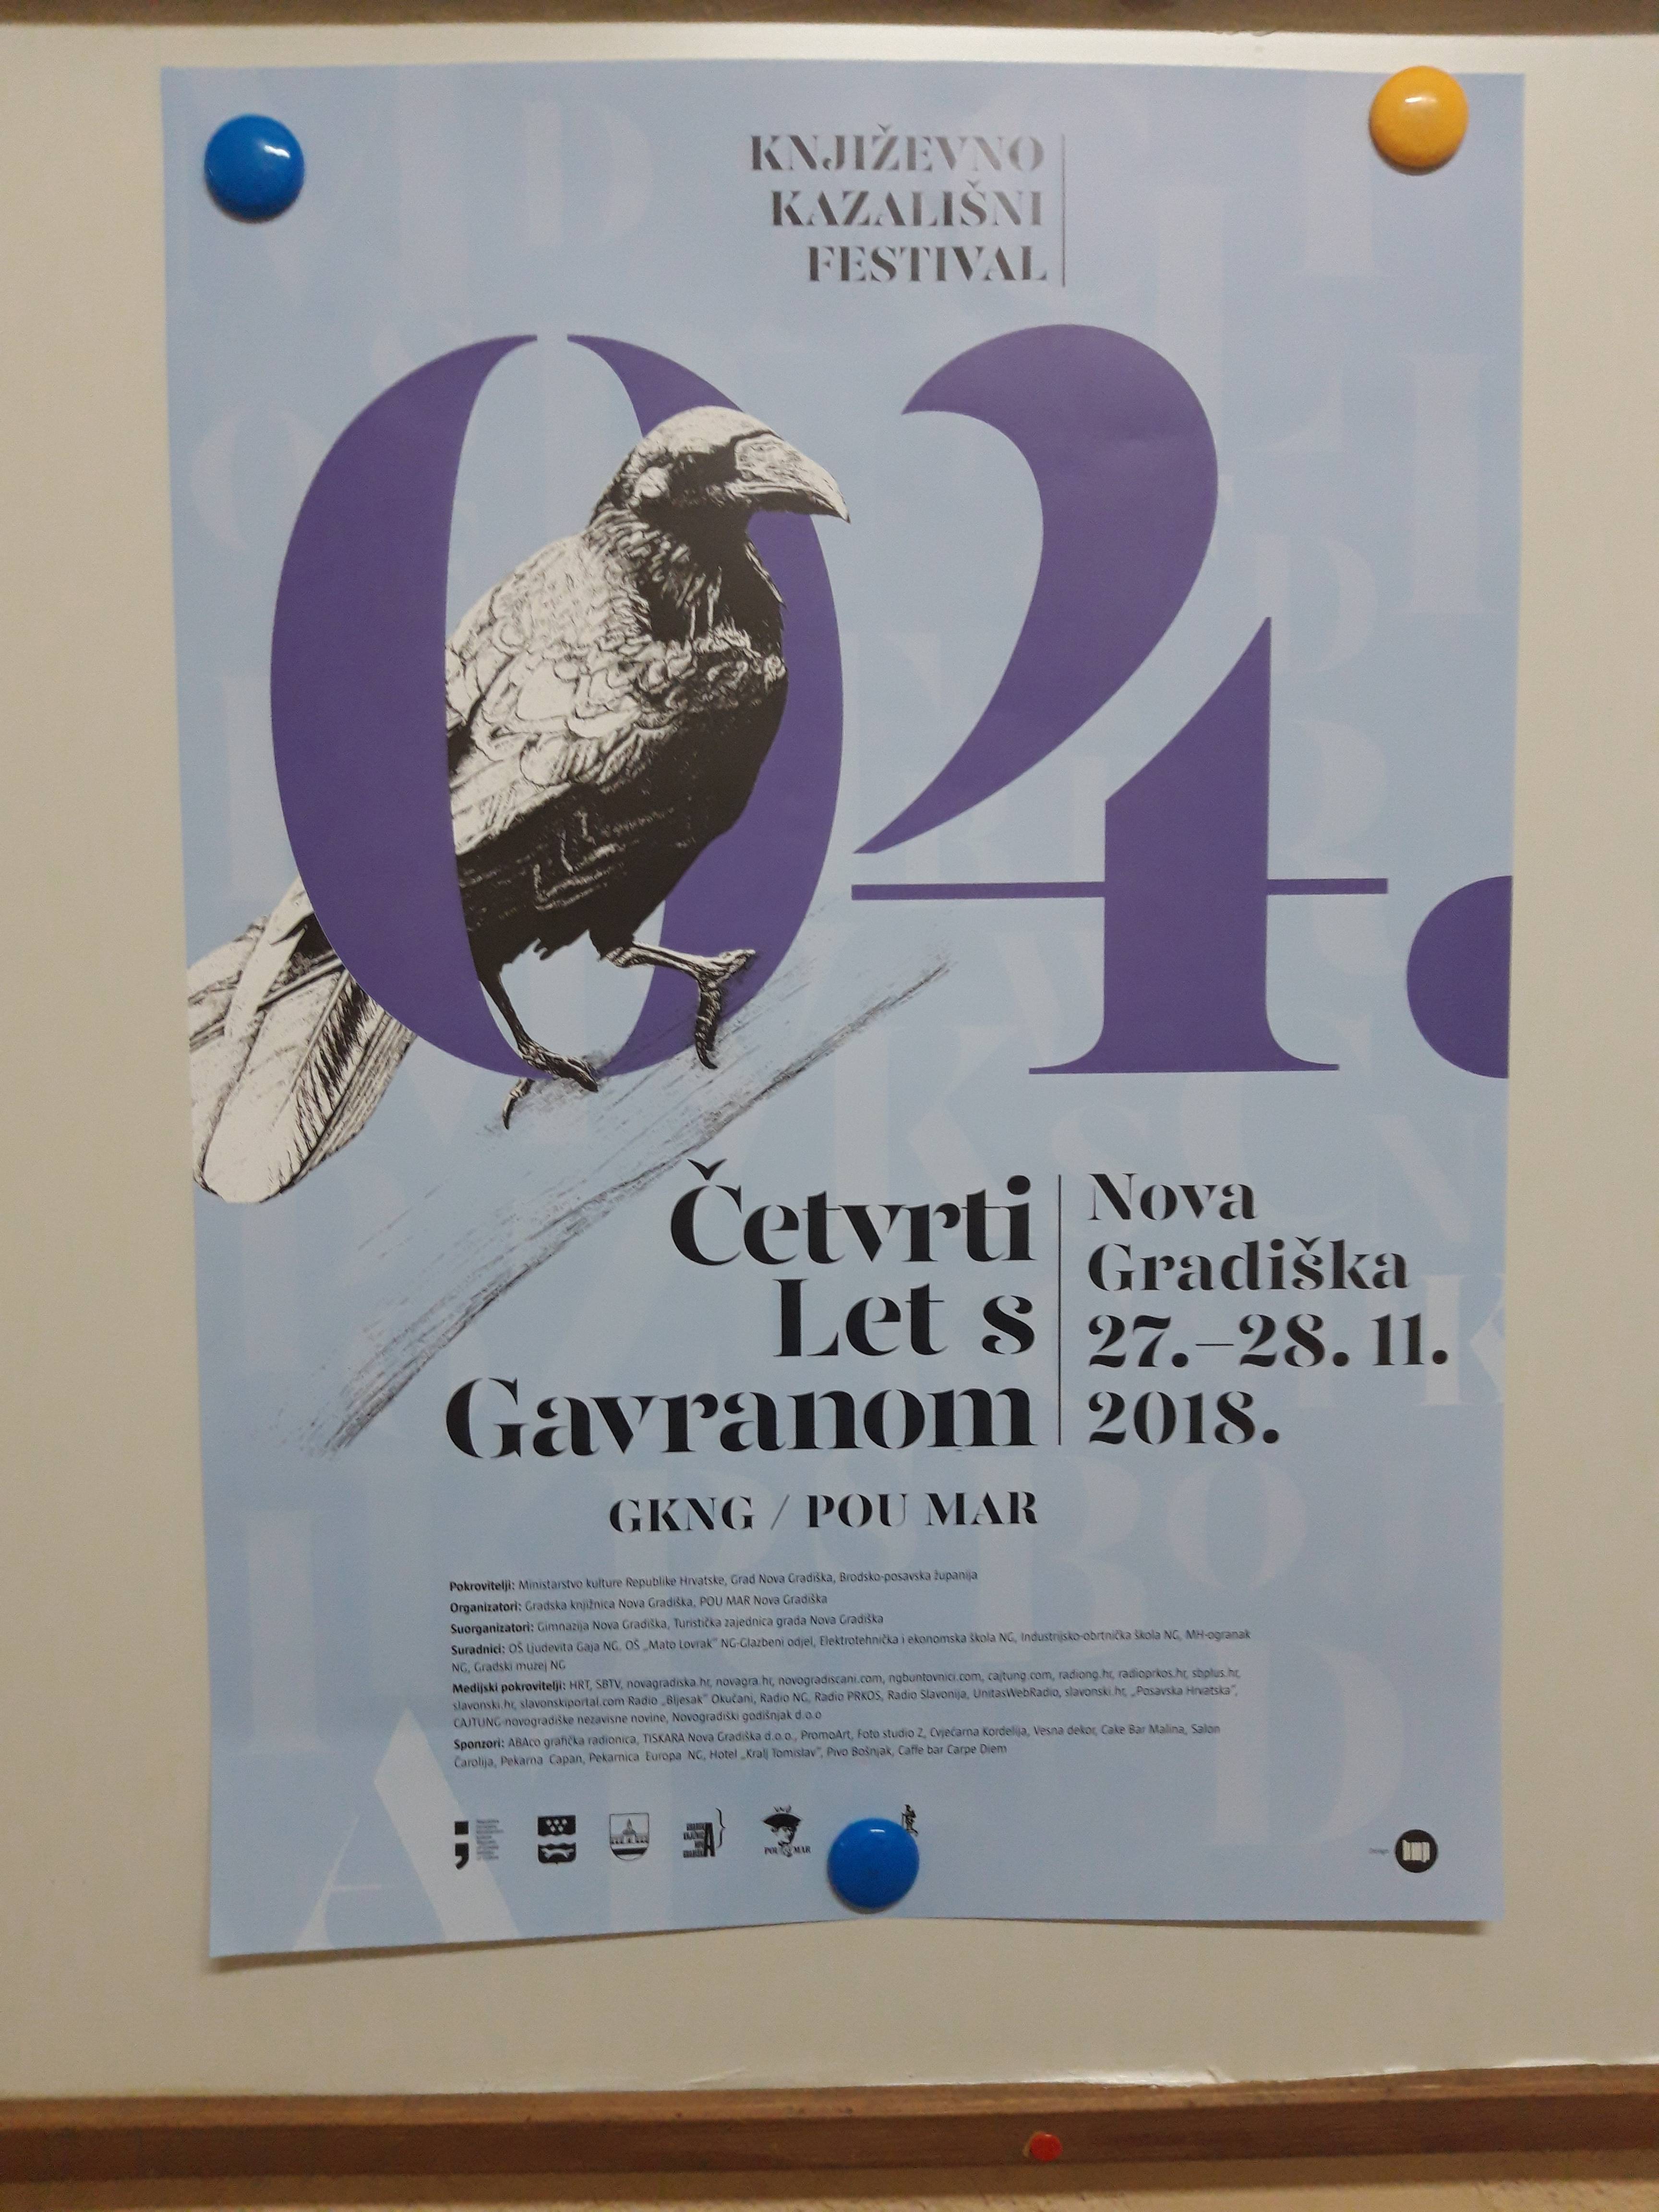 KNJIŽEVNO
KAZALIŠNI
FESTIVAL
04.
Četvrti
Let s
Gavranom
Nova
Gradiška
27.–28. 11.
2018.
GKNG / POU MAR
Pokrovitelji: Ministarstvo kulture Republike Hrvatske, Grad Nova Gradiška, Brodsko-posavska županija
Organizatori: Gradska knjižnica Nova Gradiška, POU MAR Nova Gradiška
Suorganizatori: Gimnazija Nova Gradiška, Turistička zajednica grada Nova Gradiška
Suradnici: OŠ Ljudevita Gaja NG, OŠ „Mato Lovrak” NG-Glazbeni odjel, Elektrotehnička i ekonomska škola NG, Industrijsko-obrtnička škola NG, MH-ogranak
NG, Gradski muzej NG
Medijski pokrovitelji: HRT, SBTV, novagradiska.hr, novagra.hr, novogradiscani.com, ngbuntovnici.com, cajtung.com, radiong.hr, radioprkos.hr, sbplus.hr,
slavonski.hr, slavonskiportal.com Radio „Bljesak” Okučani, Radio NG, Radio PRKOS, Radio Slavonija, UnitasWebRadio, slavonski.hr, „Posavska Hrvatska”,
CAJTUNG-novogradiške nezavisne novine, Novogradiški godišnjak d.o.o
Sponzori: ABAco grafička radionica, TISKARA Nova Gradiška d.o.o., PromoArt, Foto studio Z, Cvjećarna Kordelija, Vesna dekor, Cake Bar Malina, Salon
Čarolija, Pekarna Capan, Pekarnica Europa NG, Hotel „Kralj Tomislav”, Pivo Bošnjak, Caffe bar Carpe Diem
POU MAR